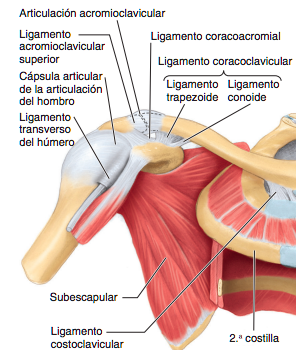 Articulación acromioclavicular
Ligamento
acromioclavicular
superior
Cápsula articular
de la articulación
del hombro
Ligamento
transverso
del húmero
Ligamento coracoacromial
Ligamento coracoclavicular
Ligamento
trapezoide
Ligamento
conoide
Subescapular
Ligamento
costoclavicular
2.ª costilla